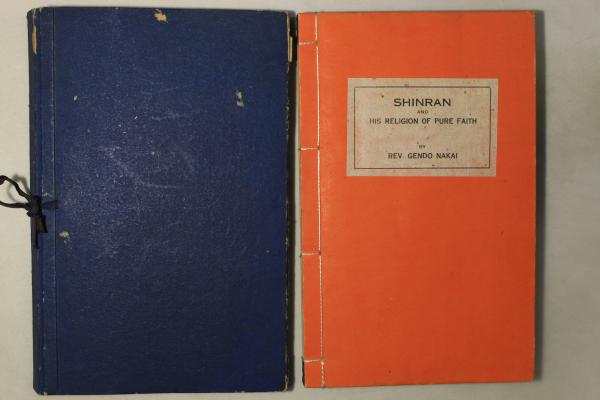 SHINRAN
AND
HIS RELIGION OF PURE FAITH
BY
REV. GENDO NAKAI